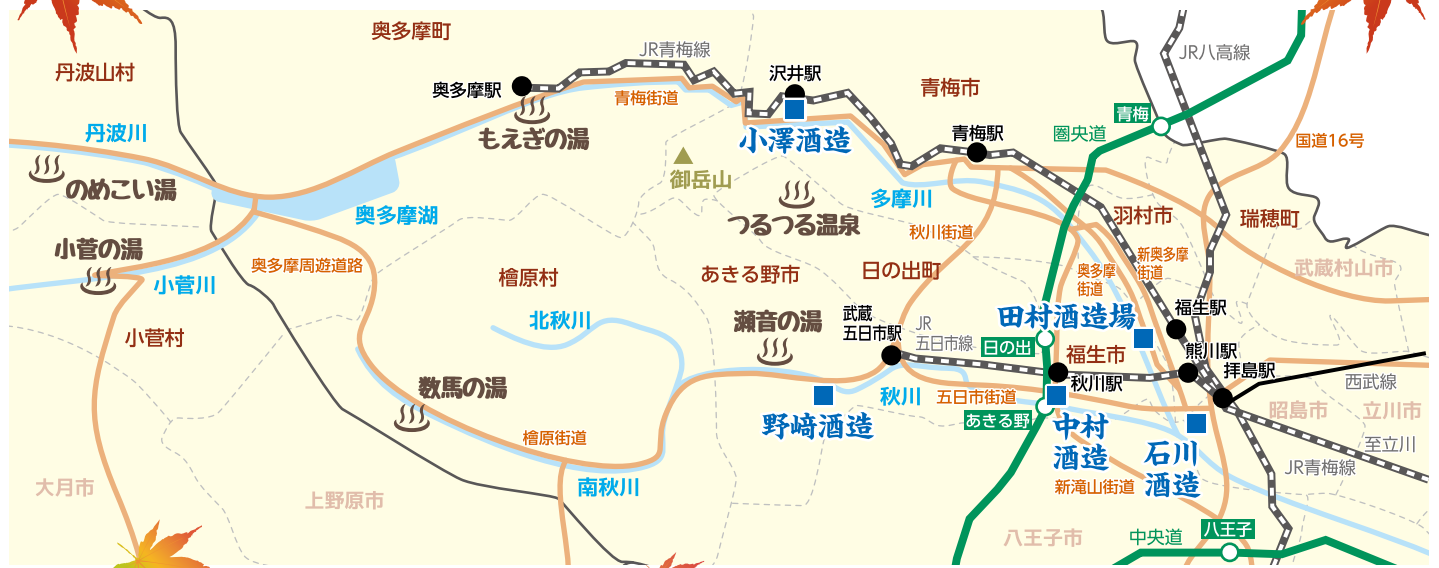 奥多摩町
JR青梅線
丹波山村
奥多摩駅
沢井駅
青梅市
JR八高線
青梅街道
もえぎの湯
小澤酒造
青梅駅
圏央道
青梅
国道16号
丹波川
のめこい湯
御岳山
奥多摩湖
つるつる温泉
多摩川
秋川街道
羽村市
瑞穂町
小菅の湯
奥多摩周遊道路
小菅川
檜原村
あきる野市
日の出町
奥多摩
街道
新奥多摩
街道
武蔵村山市
小菅村
北秋川
瀬音の湯
武蔵
五日市駅
JR
五日市線
田村酒造場
福生駅
日の出
福生市
熊川駅
拝島駅
数馬の湯
秋川
五日市街道
秋川駅
西武線
野崎酒造
あきる野
中村
酒造
石川
酒造
昭島市
立川市
至立川
檜原街道
南秋川
新滝山街道
JR青梅線
大月市
上野原市
八王子市
中央道
八王子